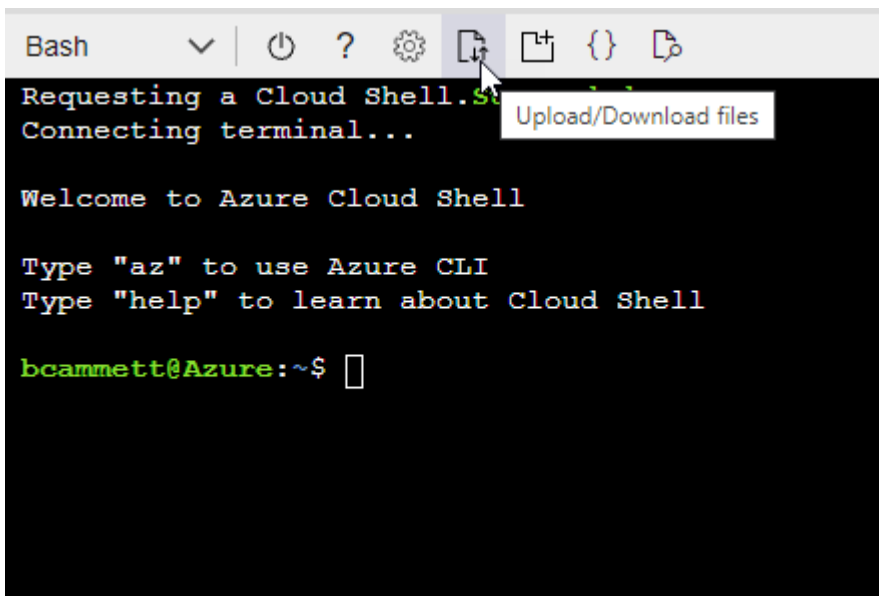 Bash ? {}
Requesting a Cloud Shell.
Upload/Download files
Connecting terminal...
Welcome to Azure Cloud Shell
Type "az" to use Azure CLI
Type "help" to learn about Cloud Shell
bcammett@Azure:~$